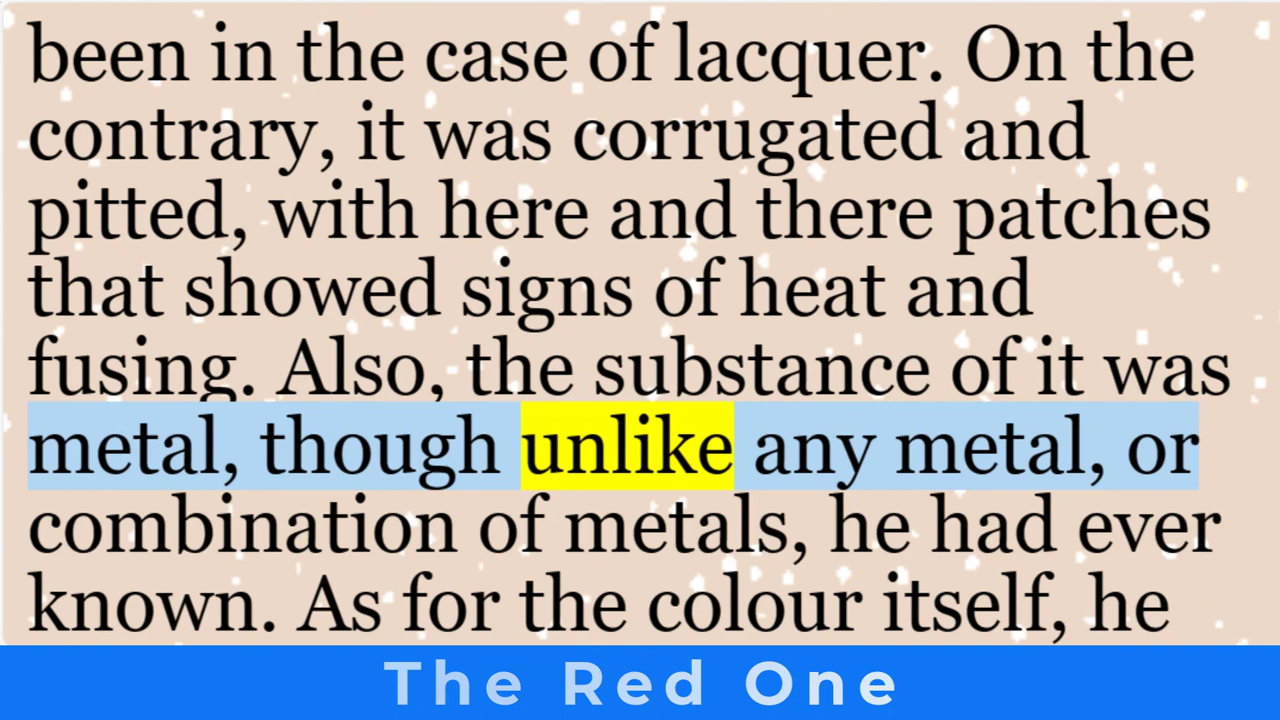 been in the case of lacquer. On the
contrary, it was corrugated and
pitted, with here and there patches
that showed signs of heat and
fusing. Also, the substance of it was
metal, though unlike any metal, or
combination of metals, he had ever
known. As for the colour itself, he
The Red One